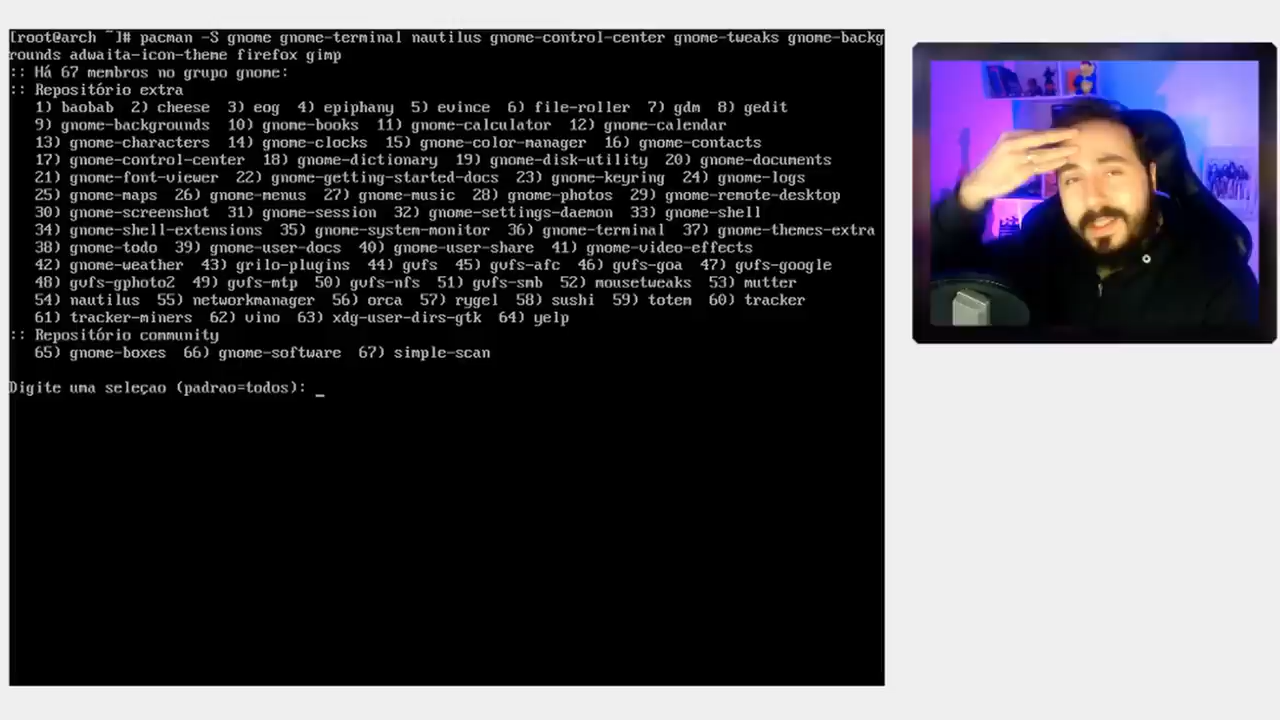 [root@arch ~]# pacman -S gnome gnome-terminal nautilus gnome-control-center gnome-tweaks gnome-backg
rounds adwaita-icon-theme firefox gimp
:: Há 67 membros no grupo gnome:
:: Repositório extra
1) baobab 2) cheese 3) eog 4) epiphany 5) evince 6) file-roller 7) gdm 8) gedit
9) gnome-backgrounds 10) gnome-books 11) gnome-calculator 12) gnome-calendar
13) gnome-characters 14) gnome-clocks 15) gnome-color-manager 16) gnome-contacts
17) gnome-control-center 18) gnome-dictionary 19) gnome-disk-utility 20) gnome-documents
21) gnome-font-viewer 22) gnome-getting-started-docs 23) gnome-keyring 24) gnome-logs
25) gnome-maps 26) gnome-menus 27) gnome-music 28) gnome-photos 29) gnome-remote-desktop
30) gnome-screenshot 31) gnome-session 32) gnome-settings-daemon 33) gnome-shell
34) gnome-shell-extensions 35) gnome-system-monitor 36) gnome-terminal 37) gnome-themes-extra
38) gnome-todo 39) gnome-user-docs 40) gnome-user-share 41) gnome-video-effects
42) gnome-weather 43) grilo-plugins 44) gvfs 45) gvfs-afc 46) gvfs-goa 47) gvfs-google
48) gvfs-gphoto2 49) gvfs-mtp 50) gvfs-nfs 51) gvfs-smb 52) mousetweaks 53) mutter
54) nautilus 55) networkmanager 56) orca 57) rygel 58) sushi 59) totem 60) tracker
61) tracker-miners 62) vino 63) xdg-user-dirs-gtk 64) yelp
:: Repositório community
65) gnome-boxes 66) gnome-software 67) simple-scan
Digite uma seleçao (padrao=todos): _